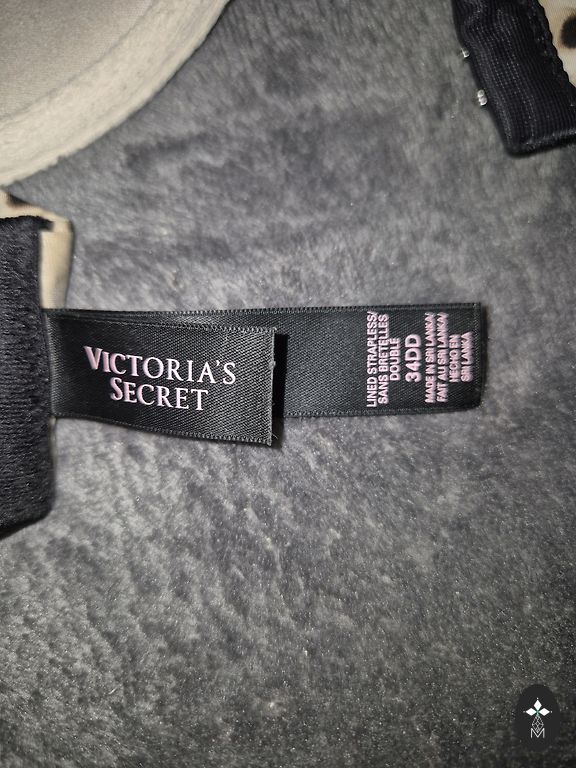 VICTORIA'S
SECRET
LINED STRAPLESS/
SANS BRETELLES
DOUBLÉ
34DD
MADE IN SRI LANKA/
FAIT AU SRI LANKA/
HECHO EN
SRI LANKA
M